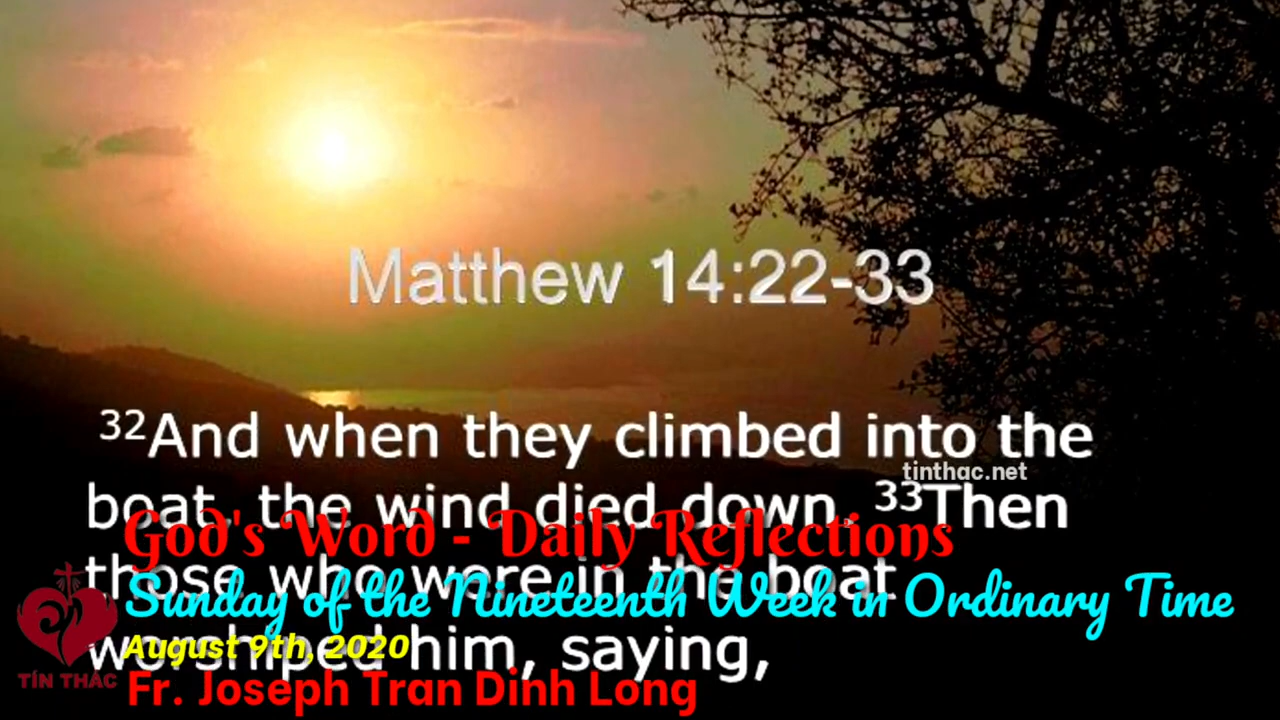 Matthew 14:22-33
³²And when they climbed into the
tinthac.net
boat, the wind died down. ³³Then
God's Word - Daily Reflections
those who were in the boat
Sunday of the Nineteenth Week in Ordinary Time
worshiped him, saying,
August 9th, 2020
TÍN THÁC
Fr. Joseph Tran Dinh Long